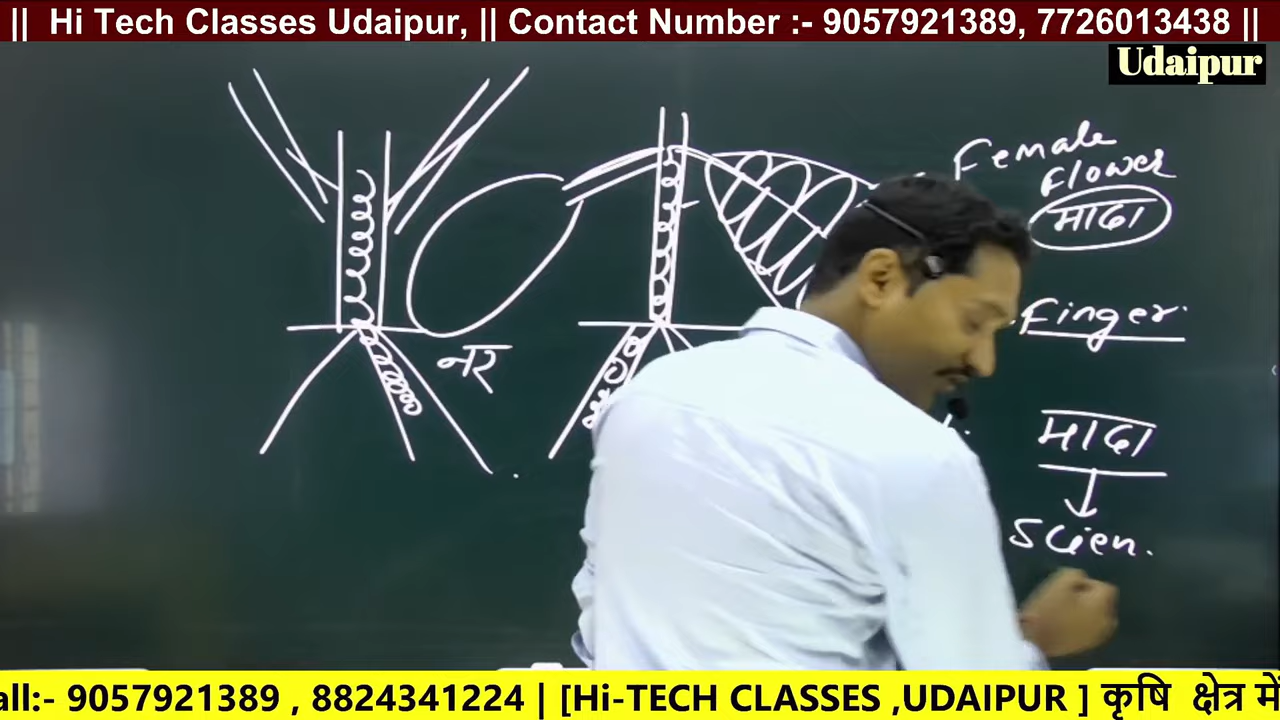 || Hi Tech Classes Udaipur, || Contact Number :- 9057921389, 7726013438 ||
Udaipur
Female
flower
मादा
Finger
नर
मादा
Scien.
all:- 9057921389 , 8824341224 | [Hi-TECH CLASSES ,UDAIPUR ] कृषि क्षेत्र में